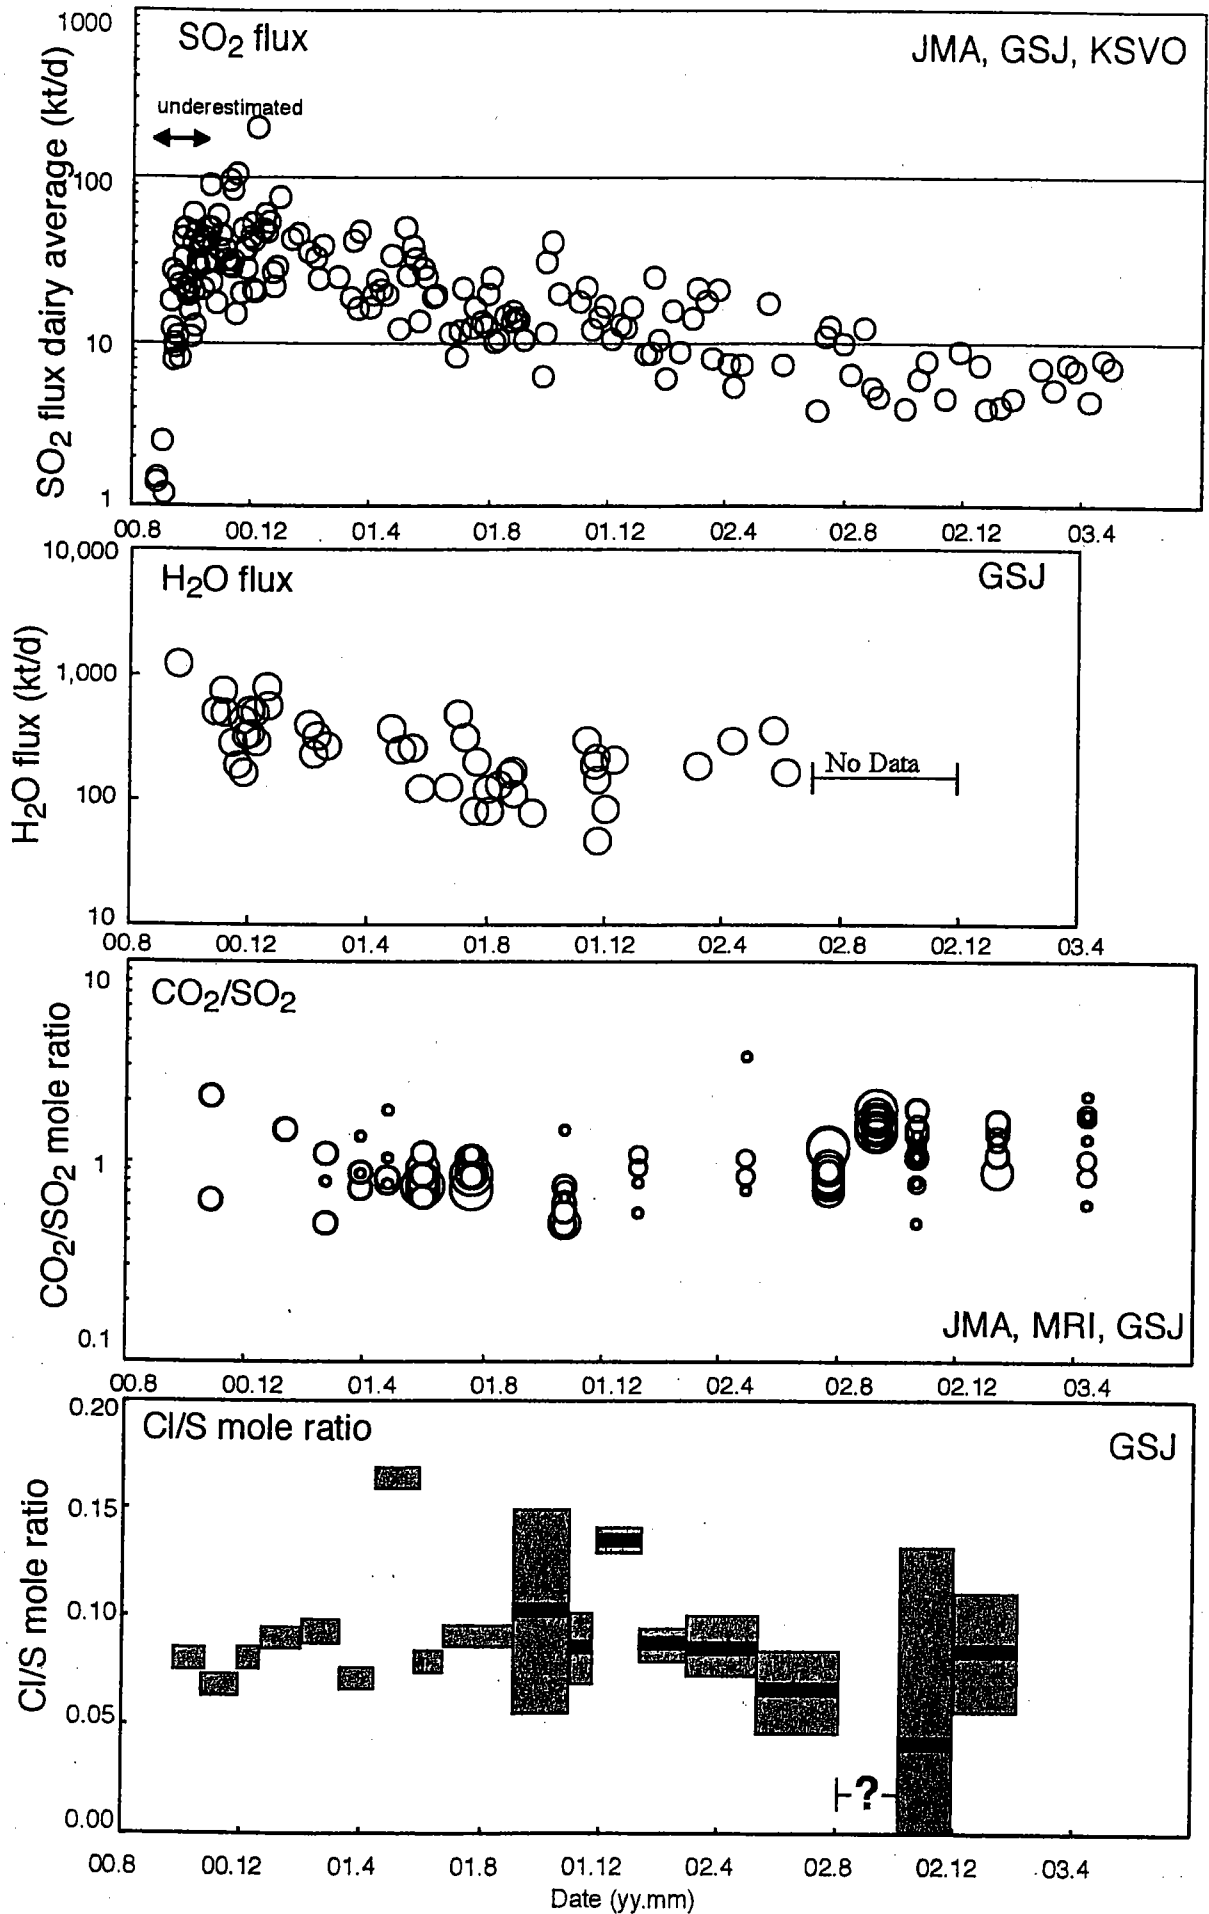 SO2 flux
JMA, GSJ, KSVO
underestimated
SO2 flux dairy average (kt/d)
1000
100
10
1
00.8 00.12 01.4 01.8 01.12 02.4 02.8 02.12 03.4
H2O flux
GSJ
H2O flux (kt/d)
10,000
1,000
100
10
No Data
00.8 00.12 01.4 01.8 01.12 02.4 02.8 02.12 03.4
CO2/SO2
CO2/SO2 mole ratio
10
1
0.1
JMA, MRI, GSJ
00.8 00.12 01.4 01.8 01.12 02.4 02.8 02.12 03.4
Cl/S mole ratio
GSJ
Cl/S mole ratio
0.20
0.15
0.10
0.05
0.00
?
00.8 00.12 01.4 01.8 01.12 02.4 02.8 02.12 03.4
Date (yy.mm)